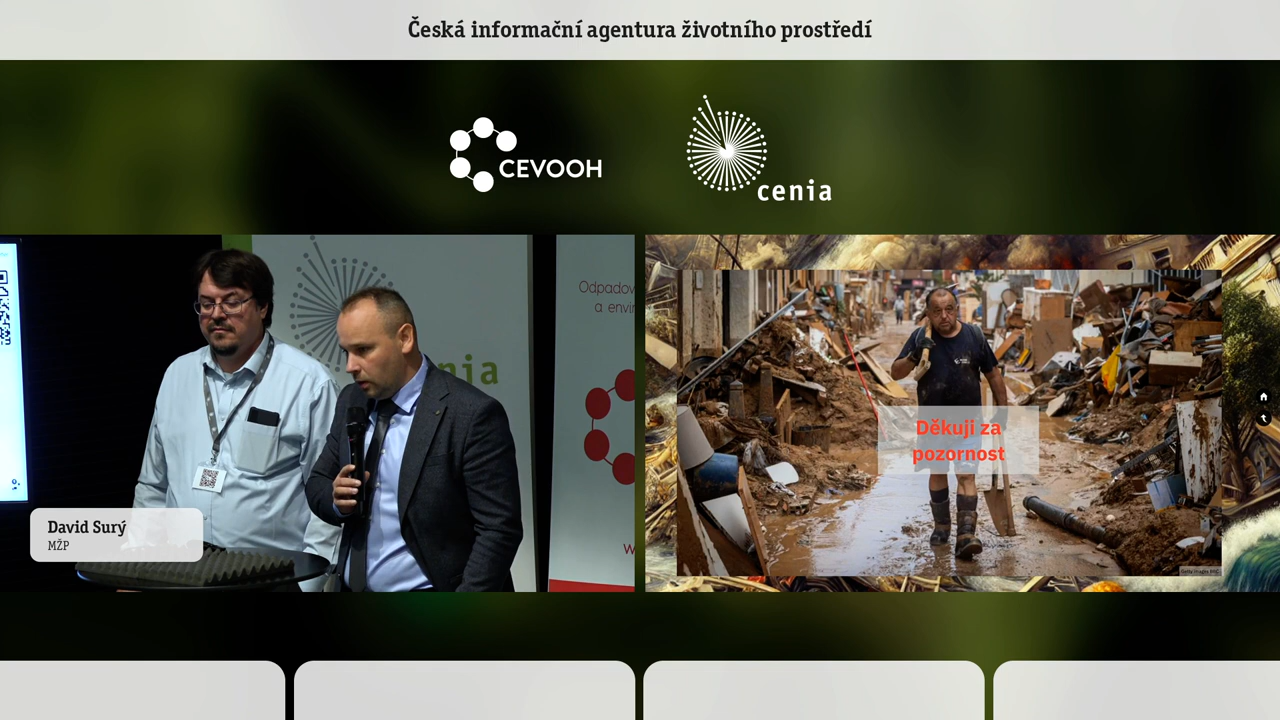 Česká informační agentura životního prostředí
CEVOOH
cenia
Odpadov
a envi
nia
David Surý
MŽP
Děkuji za
pozornost